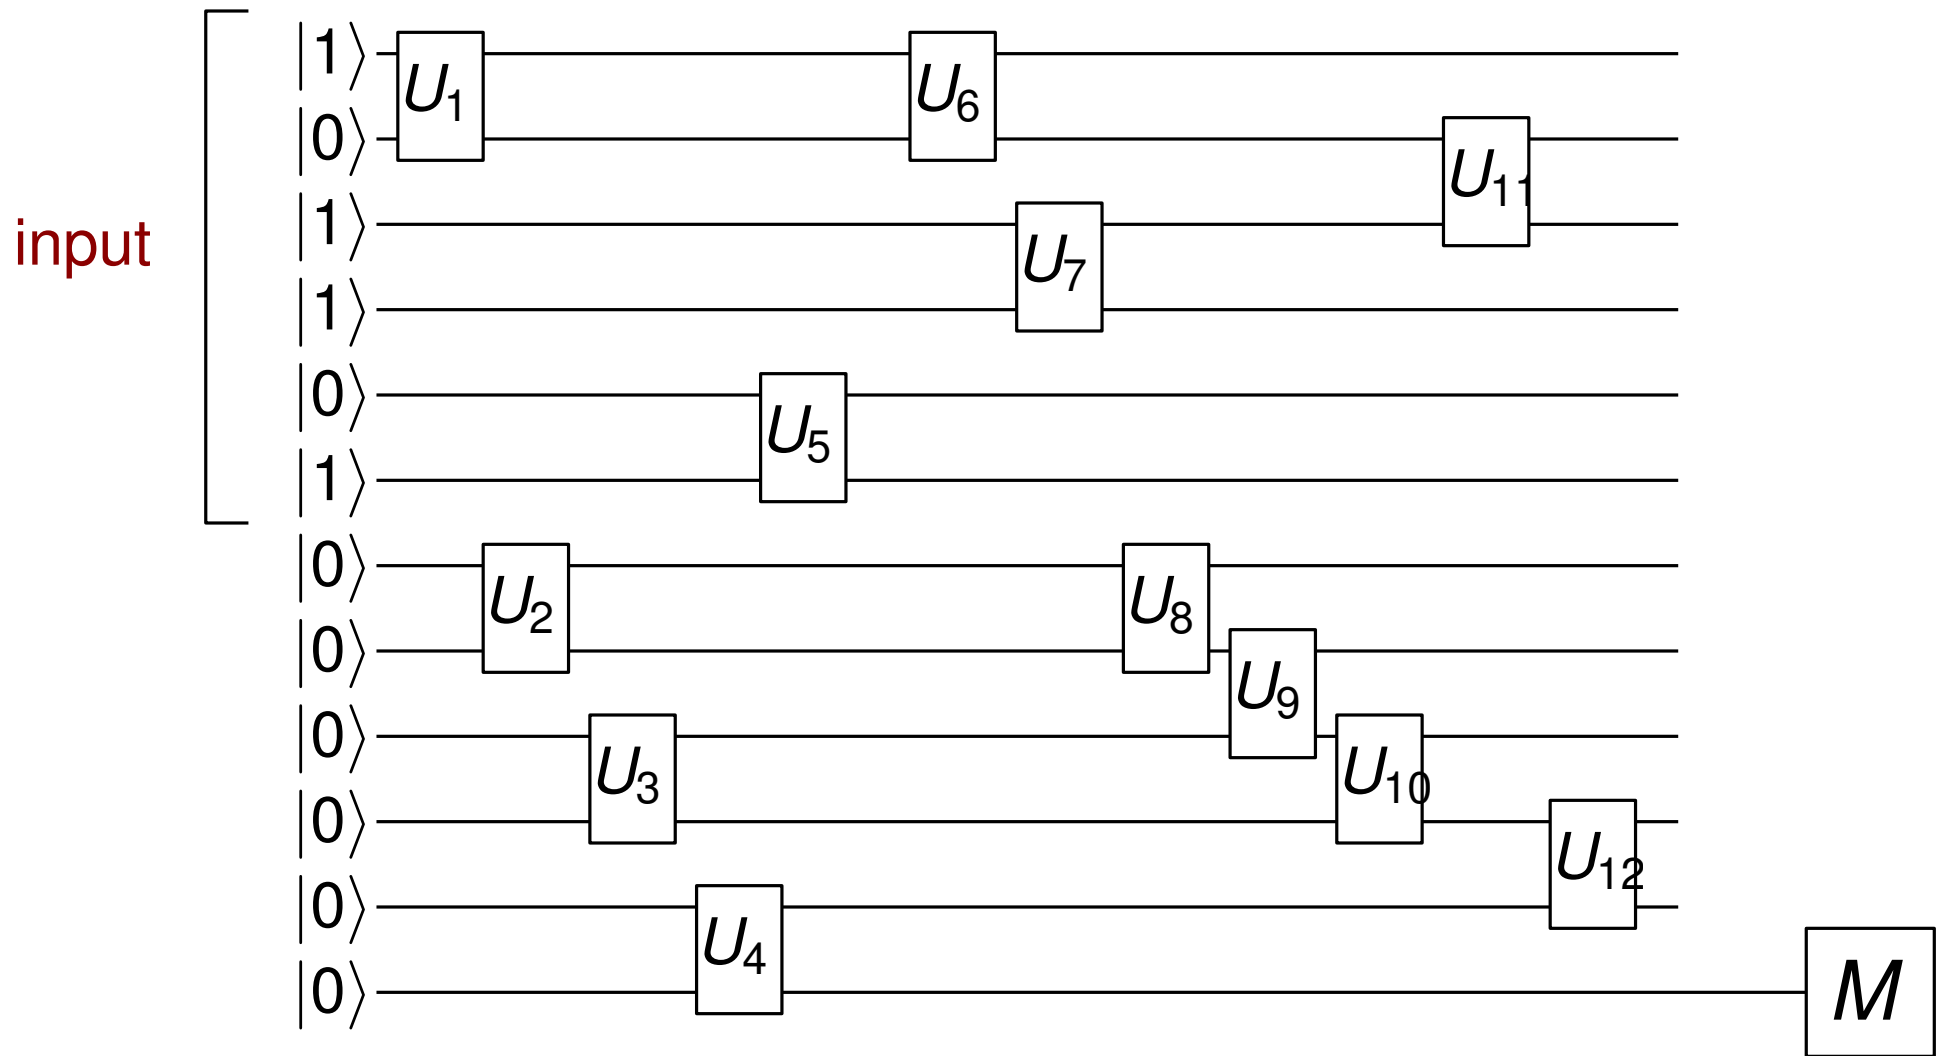 |1⟩ U1 U6
|0⟩
U11
|1⟩
input
U7
|1⟩
|0⟩
U5
|1⟩
|0⟩
U2 U8
|0⟩
U9
|0⟩
U3 U10
|0⟩
U12
|0⟩
U4
|0⟩ M